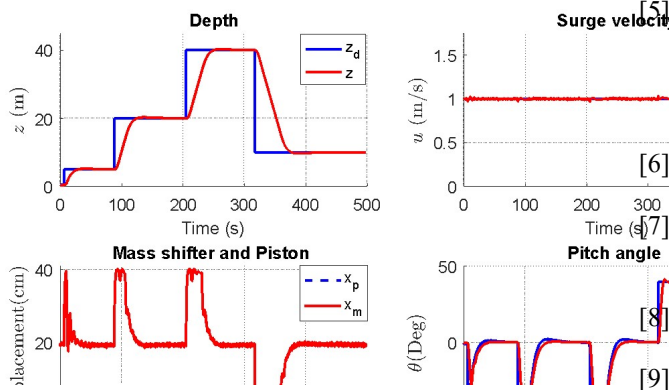 Depth
z (m)
40
20
0
z_d
z
0 100 200 300 400 500
Time (s)
Surge velocity
[5]
u (m/s)
1.5
1
0.5
0
0 100 200 300
Time (s)
[6]
[7]
Mass shifter and Piston
placement(cm)
40
20
x_p
x_m
Pitch angle
θ(Deg)
50
0
[8]
[9]